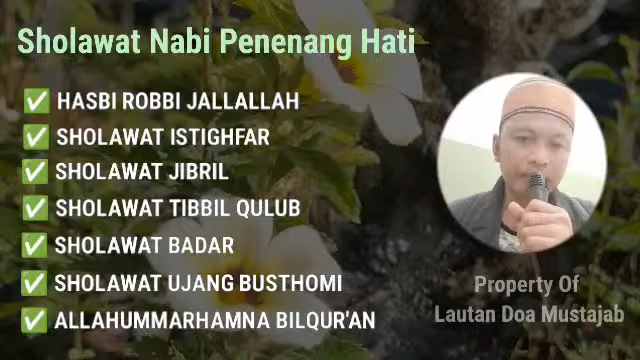 Sholawat Nabi Penenang Hati
✅ HASBI ROBBI JALLALLAH
✅ SHOLAWAT ISTIGHFAR
✅ SHOLAWAT JIBRIL
✅ SHOLAWAT TIBBIL QULUB
✅ SHOLAWAT BADAR
✅ SHOLAWAT UJANG BUSTHOMI
✅ ALLAHUMMARHAMNA BILQUR'AN
Property Of
Lautan Doa Mustajab